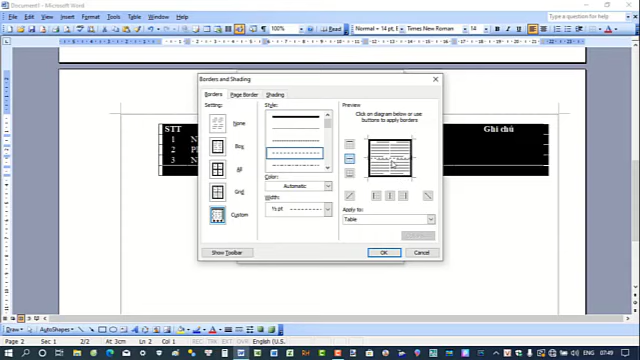 Document1 - Microsoft Word
File Edit View Insert Format Tools Table Window Help
Type a question for help
100% Read Normal + 14 pt, Times New Roman 14
STT Ghi chú
1 N
2 P
3 N
Borders and Shading
Borders Page Border Shading
Setting: Style: Preview
Click on diagram below or use buttons to apply borders
None
Box
All
Grid
Custom
Color:
Automatic
Width:
½ pt
Apply to:
Table
Show Toolbar OK Cancel
Draw AutoShapes
Page 2 Sec 1 2/2 At 3cm Ln 2 Col 1 REC TRK EXT OVR English (U.S.
ENG 07:49